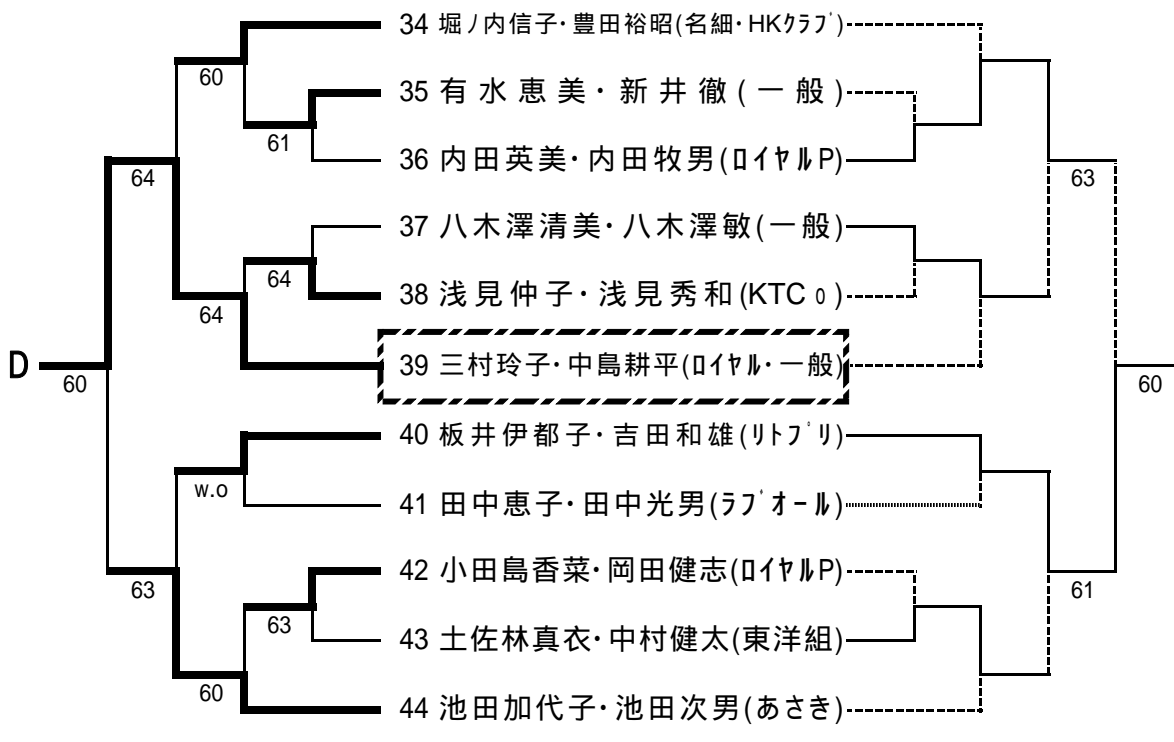 34 堀ノ内信子・豊田裕昭(名細・HKクラブ)
60
35 有水恵美・新井徹(一般)
61
36 内田英美・内田牧男(ロイヤルP)
64
63
37 八木澤清美・八木澤敏(一般)
64
38 浅見仲子・浅見秀和(KTC0)
64
39 三村玲子・中島耕平(ロイヤル・一般)
D
60
60
40 板井伊都子・吉田和雄(リトプリ)
w.o
41 田中恵子・田中光男(ラブオール)
42 小田島香菜・岡田健志(ロイヤルP)
63
61
63
43 土佐林真衣・中村健太(東洋組)
60
44 池田加代子・池田次男(あさき)